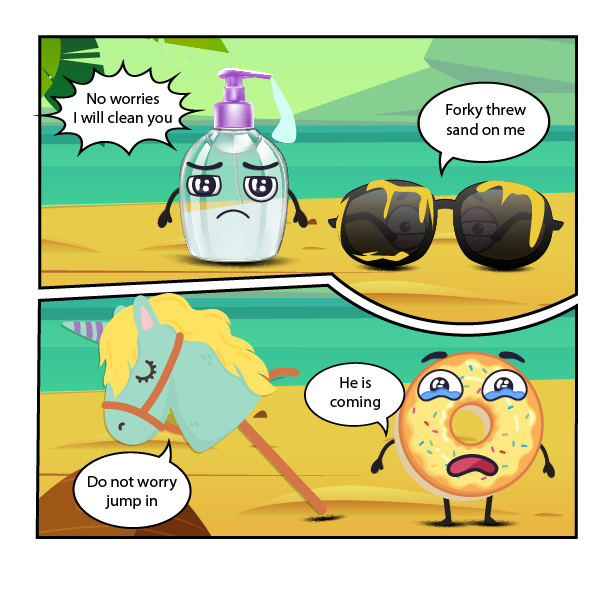 No worries
I will clean you
Forky threw
sand on me
He is
coming
Do not worry
jump in